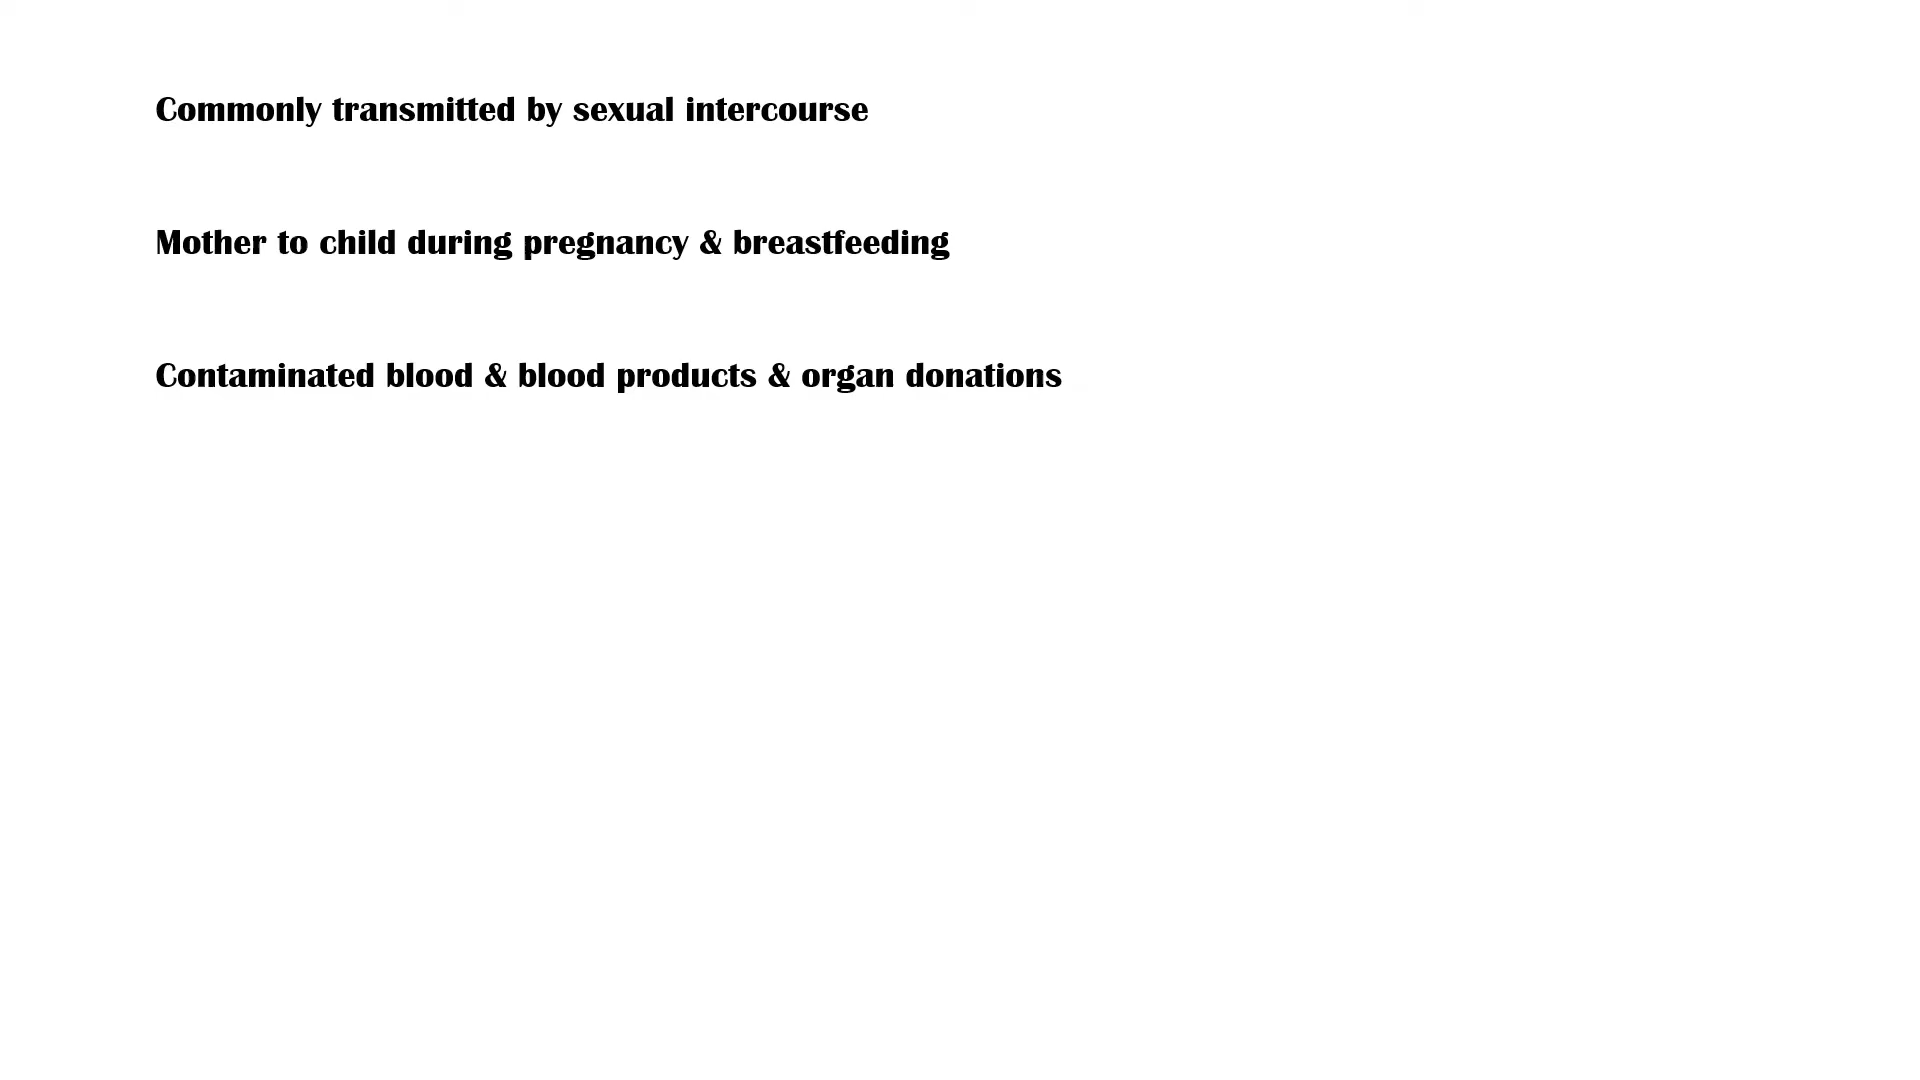 Commonly transmitted by sexual intercourse
Mother to child during pregnancy & breastfeeding
Contaminated blood & blood products & organ donations